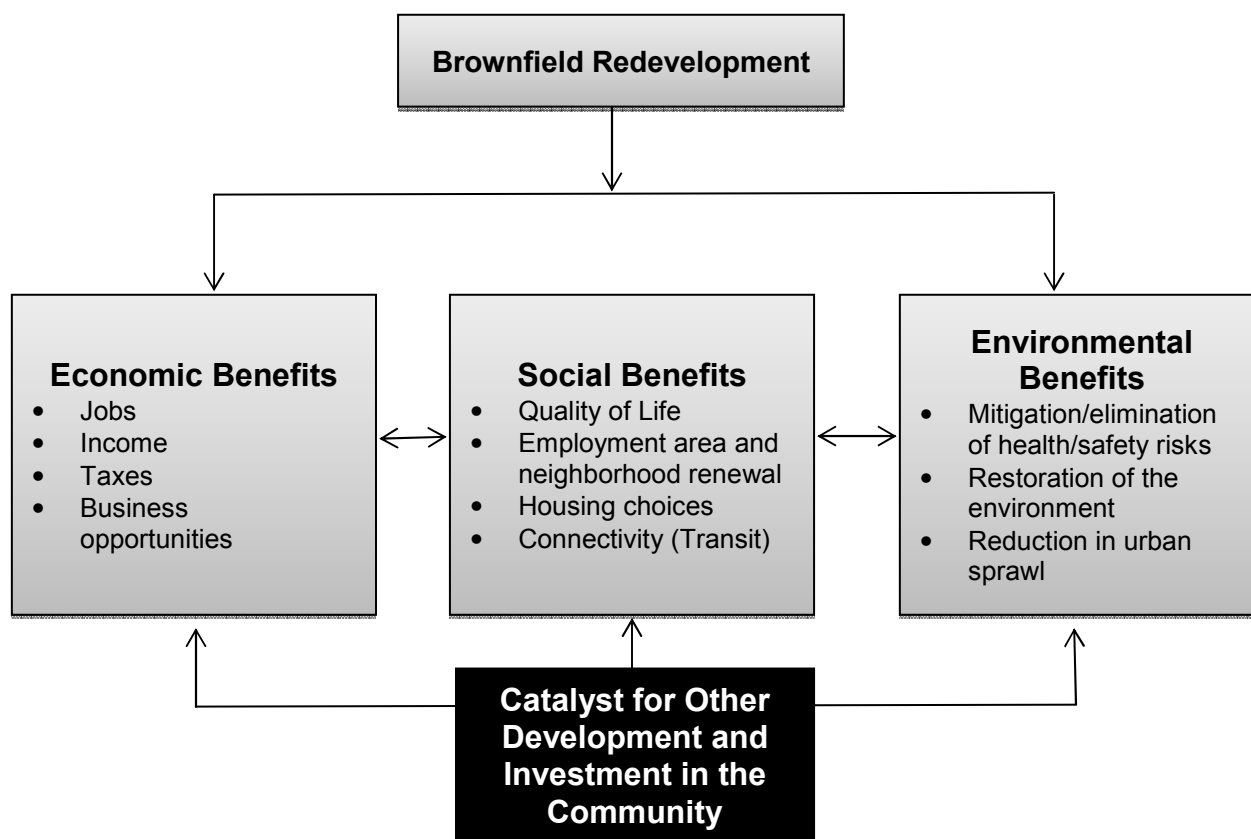 Brownfield Redevelopment
Economic Benefits
• Jobs
• Income
• Taxes
• Business
opportunities
Social Benefits
• Quality of Life
• Employment area and
neighborhood renewal
• Housing choices
• Connectivity (Transit)
Environmental
Benefits
• Mitigation/elimination
of health/safety risks
• Restoration of the
environment
• Reduction in urban
sprawl
Catalyst for Other
Development and
Investment in the
Community